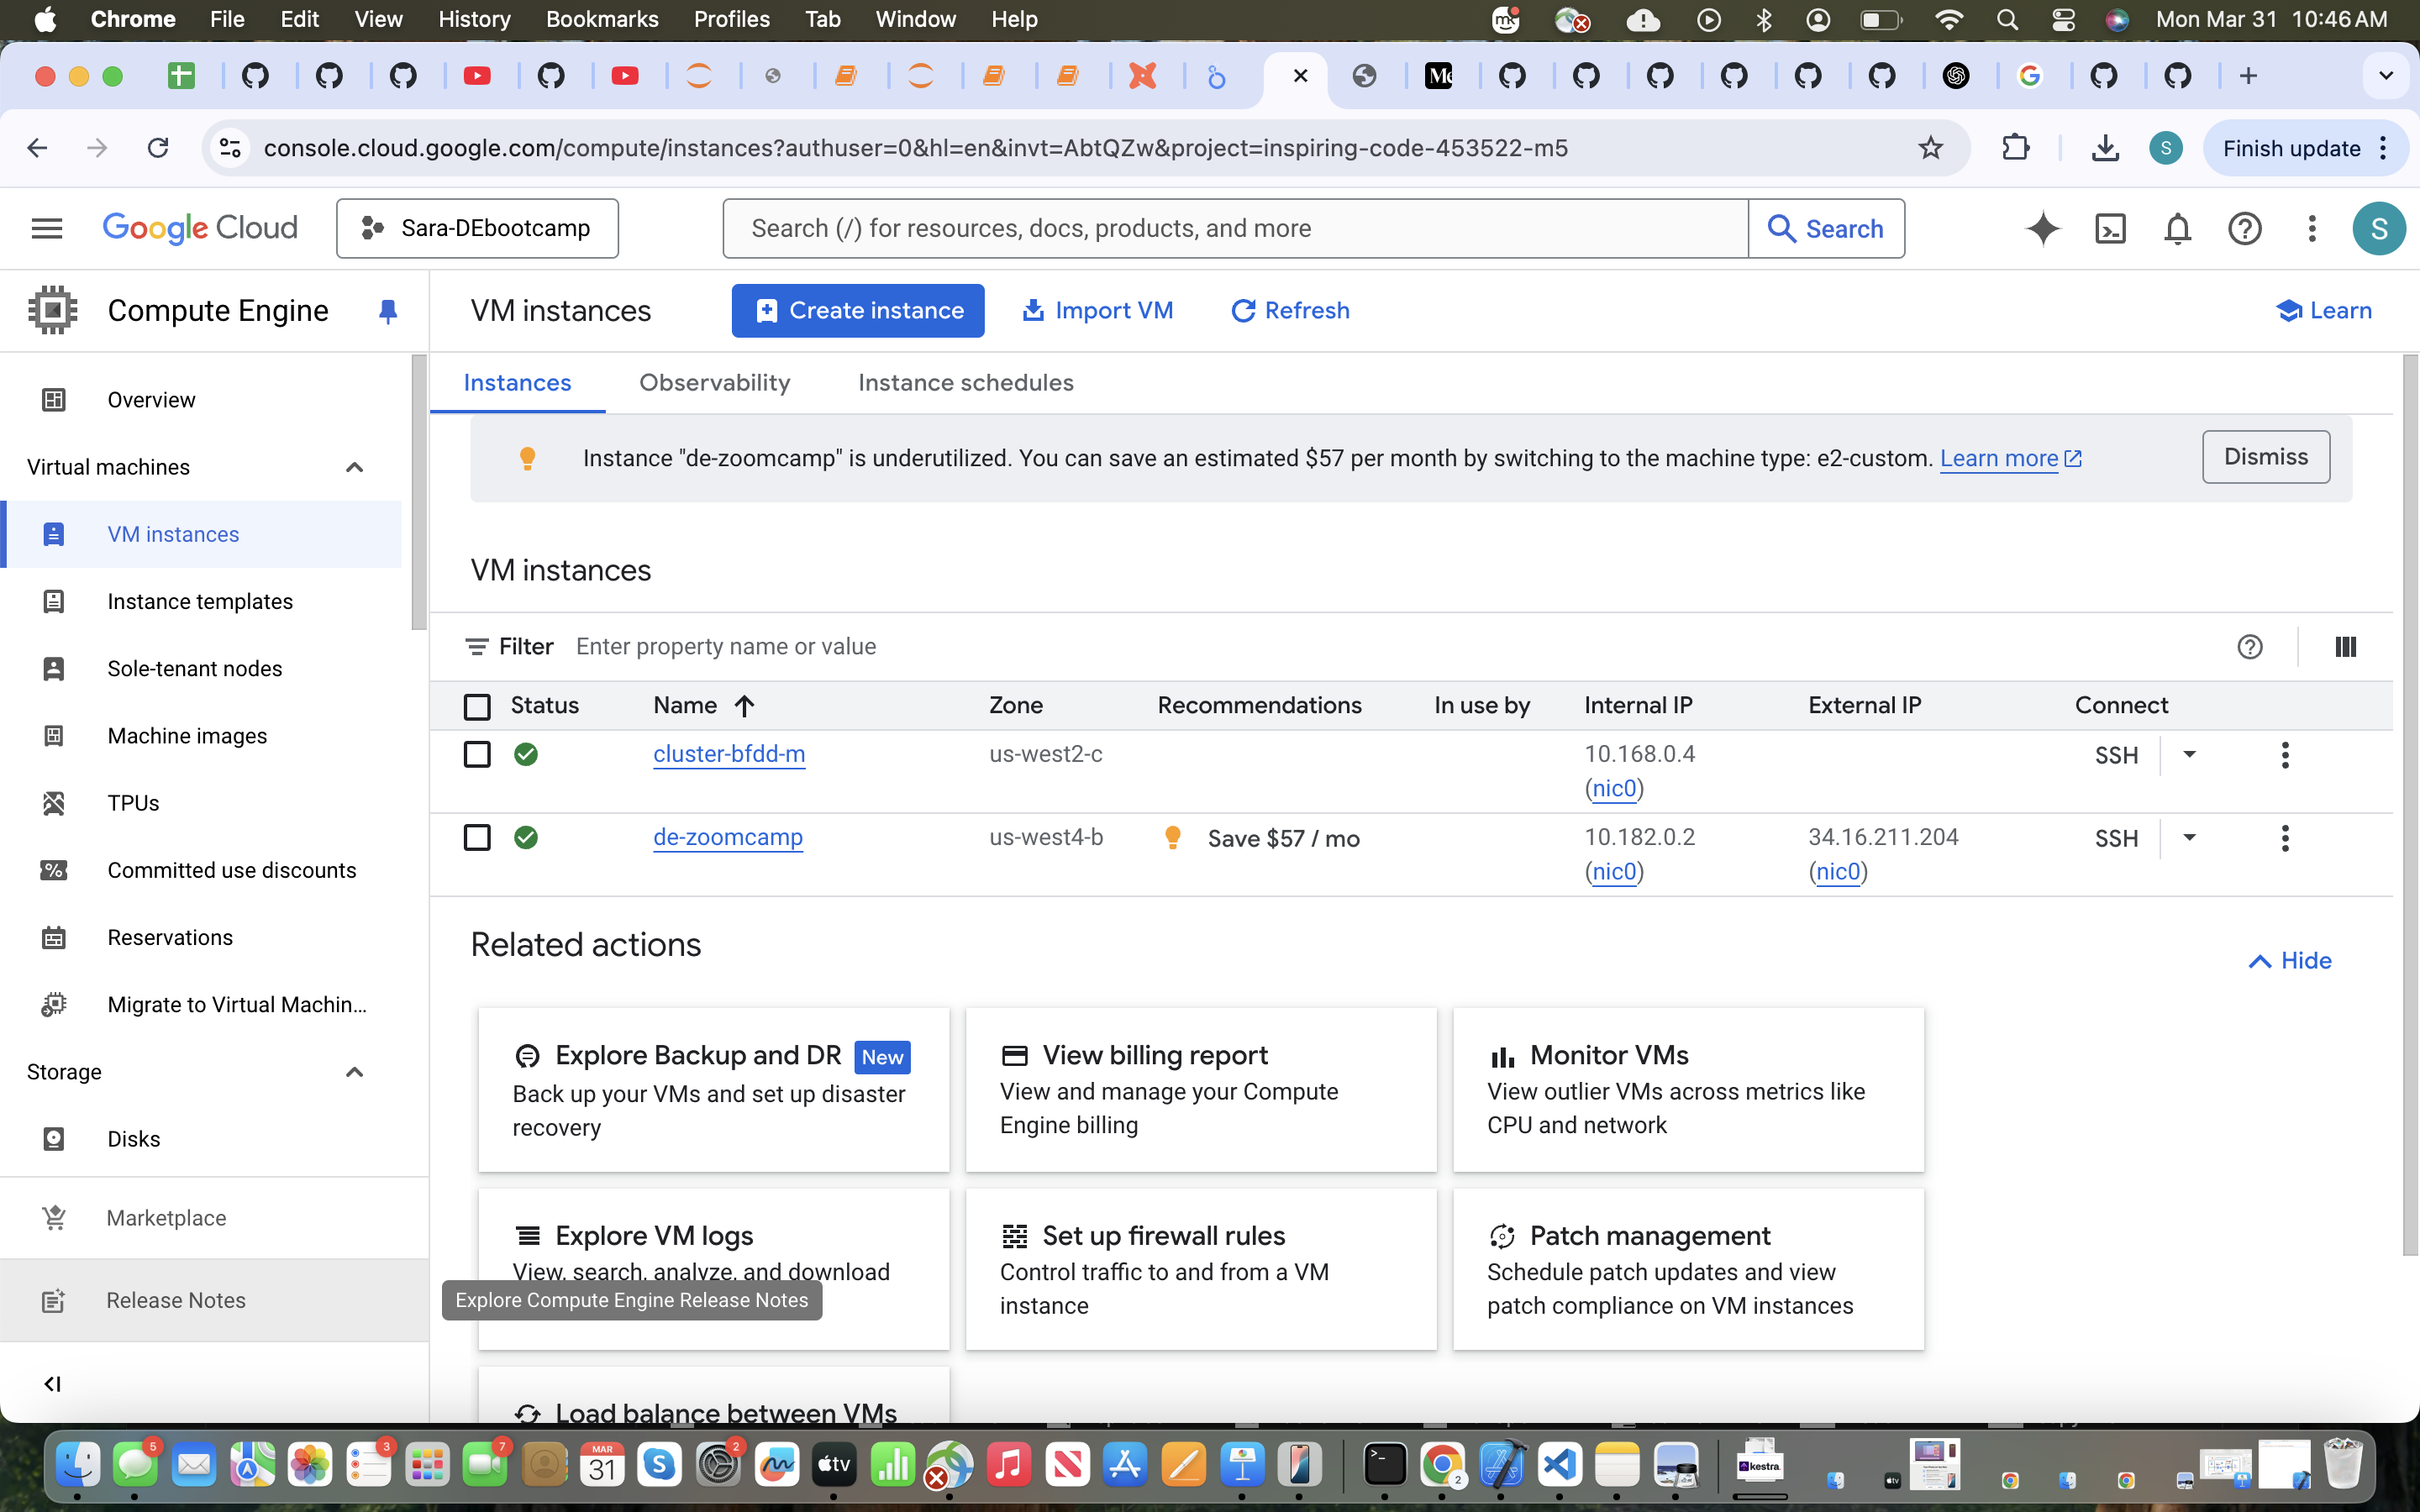 Chrome File Edit View History Bookmarks Profiles Tab Window Help Mon Mar 31 10:46 AM
console.cloud.google.com/compute/instances?authuser=0&hl=en&invt=AbtQZw&project=inspiring-code-453522-m5
S
Finish update
Google Cloud
Sara-DEbootcamp
Search (/) for resources, docs, products, and more
Search
S
Compute Engine
VM instances
Create instance
Import VM
Refresh
Learn
Overview
Virtual machines
VM instances
Instance templates
Sole-tenant nodes
Machine images
TPUs
Committed use discounts
Reservations
Migrate to Virtual Machin...
Storage
Disks
Marketplace
Release Notes
Instances Observability Instance schedules
Instance "de-zoomcamp" is underutilized. You can save an estimated $57 per month by switching to the machine type: e2-custom. Learn more
Dismiss
VM instances
Filter Enter property name or value
Status Name Zone Recommendations In use by Internal IP External IP Connect
cluster-bfdd-m us-west2-c 10.168.0.4 SSH
(nic0)
de-zoomcamp us-west4-b Save $57 / mo 10.182.0.2 34.16.211.204 SSH
(nic0) (nic0)
Related actions
Hide
Explore Backup and DR New
Back up your VMs and set up disaster
recovery
View billing report
View and manage your Compute
Engine billing
Monitor VMs
View outlier VMs across metrics like
CPU and network
Explore VM logs
View, search, analyze, and download
Explore Compute Engine Release Notes
Set up firewall rules
Control traffic to and from a VM
instance
Patch management
Schedule patch updates and view
patch compliance on VM instances
Load balance between VMs
5
3
7
MAR
31
2
tv
2
kestra